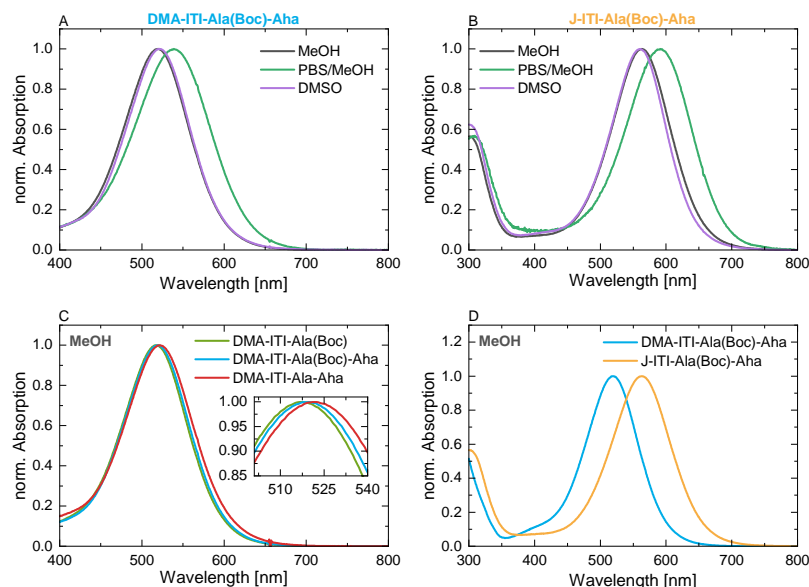 DMA-ITI-Ala(Boc)-Aha
J-ITI-Ala(Boc)-Aha
A
1.0
0.8
0.6
0.4
0.2
0.0
norm. Absorption
MeOH
PBS/MeOH
DMSO
400 500 600 700 800
Wavelength [nm]
B
1.0
0.8
0.6
0.4
0.2
0.0
norm. Absorption
MeOH
PBS/MeOH
DMSO
300 400 500 600 700 800
Wavelength [nm]
C
MeOH
1.0
0.8
0.6
0.4
0.2
0.0
norm. Absorption
DMA-ITI-Ala(Boc)
DMA-ITI-Ala(Boc)-Aha
DMA-ITI-Ala-Aha
1.00
0.95
0.90
0.85
510 525 540
400 500 600 700 800
Wavelength [nm]
D
MeOH
1.2
1.0
0.8
0.6
0.4
0.2
0.0
norm. Absorption
DMA-ITI-Ala(Boc)-Aha
J-ITI-Ala(Boc)-Aha
300 400 500 600 700 800
Wavelength [nm]